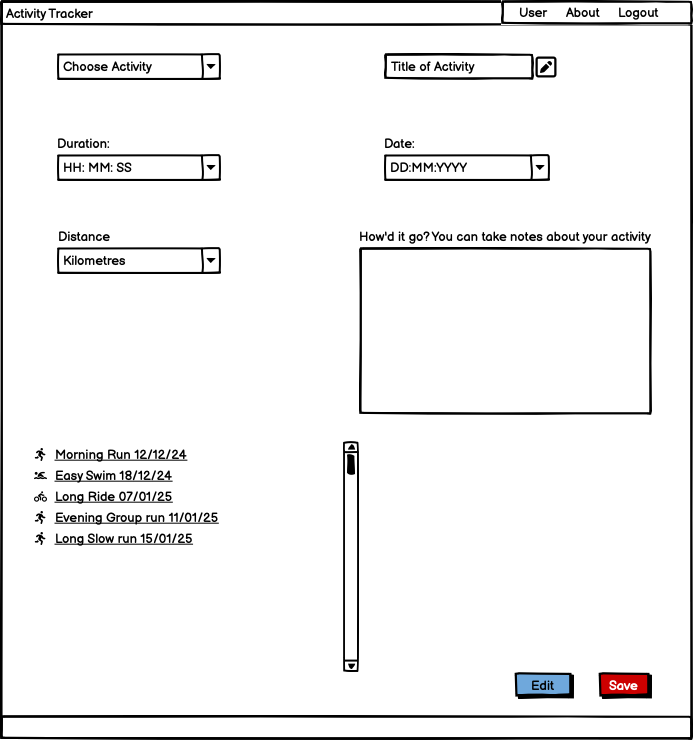 Activity Tracker
User About Logout
Choose Activity
Title of Activity
Duration:
HH: MM: SS
Date:
DD:MM:YYYY
Distance
Kilometres
How'd it go? You can take notes about your activity
Morning Run 12/12/24
Easy Swim 18/12/24
Long Ride 07/01/25
Evening Group run 11/01/25
Long Slow run 15/01/25
Edit
Save